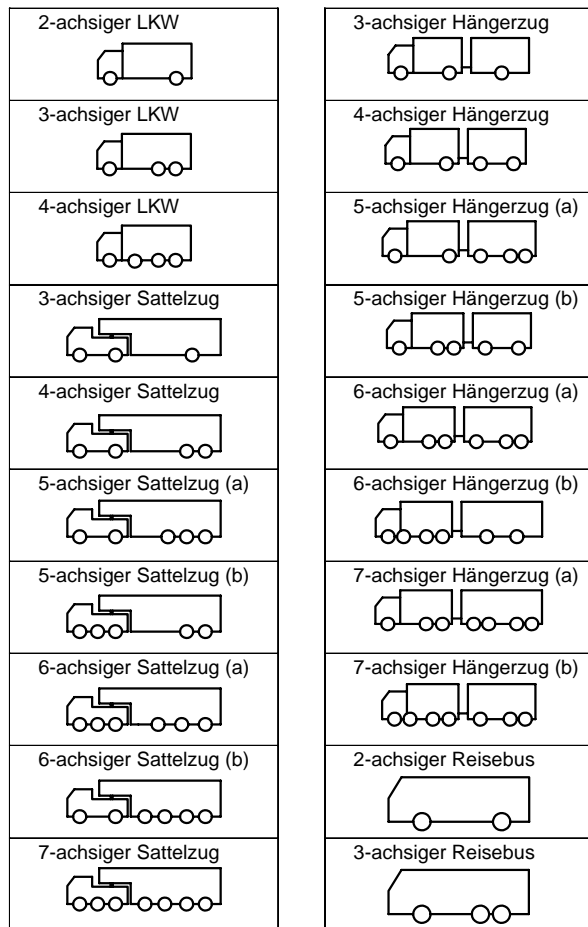 2-achsiger LKW
3-achsiger LKW
4-achsiger LKW
3-achsiger Sattelzug
4-achsiger Sattelzug
5-achsiger Sattelzug (a)
5-achsiger Sattelzug (b)
6-achsiger Sattelzug (a)
6-achsiger Sattelzug (b)
7-achsiger Sattelzug
3-achsiger Hängerzug
4-achsiger Hängerzug
5-achsiger Hängerzug (a)
5-achsiger Hängerzug (b)
6-achsiger Hängerzug (a)
6-achsiger Hängerzug (b)
7-achsiger Hängerzug (a)
7-achsiger Hängerzug (b)
2-achsiger Reisebus
3-achsiger Reisebus